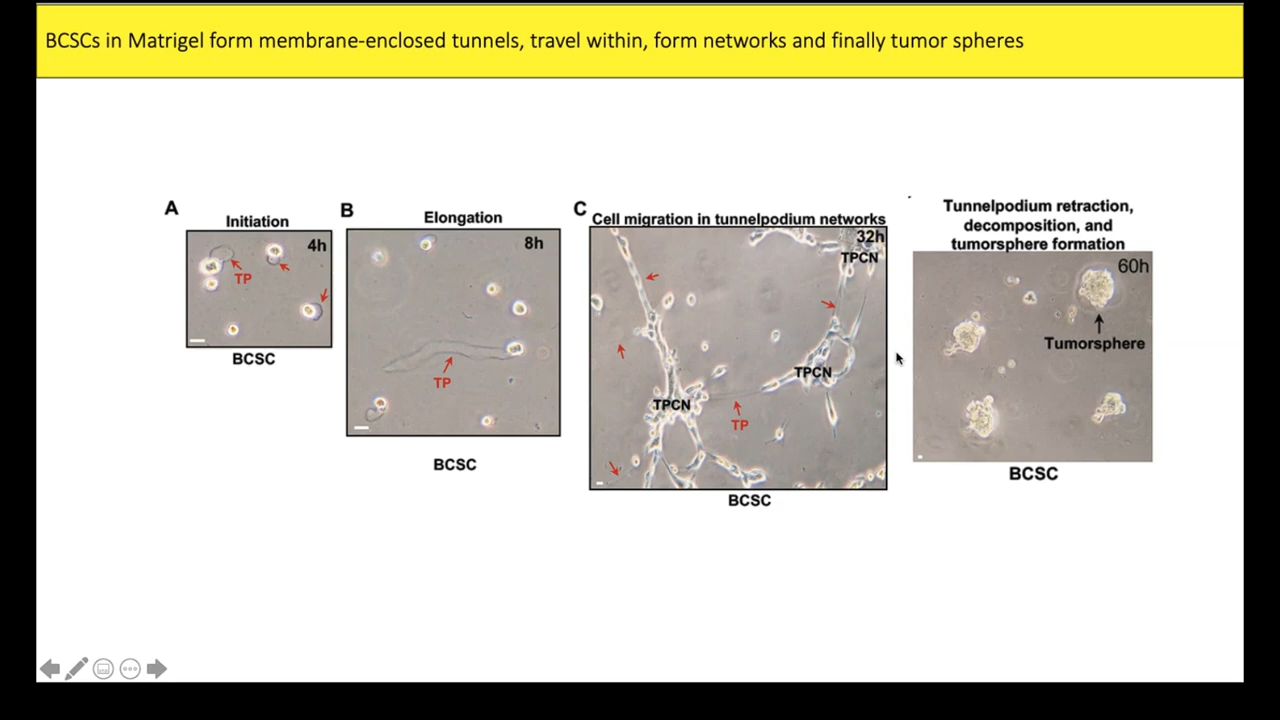 BCSCs in Matrigel form membrane-enclosed tunnels, travel within, form networks and finally tumor spheres
A
Initiation
4h
TP
BCSC
B
Elongation
8h
TP
BCSC
C
Cell migration in tunnelpodium networks
32h
TPCN
TPCN
TPCN
TP
BCSC
Tunnelpodium retraction,
decomposition, and
tumorsphere formation
60h
Tumorsphere
BCSC